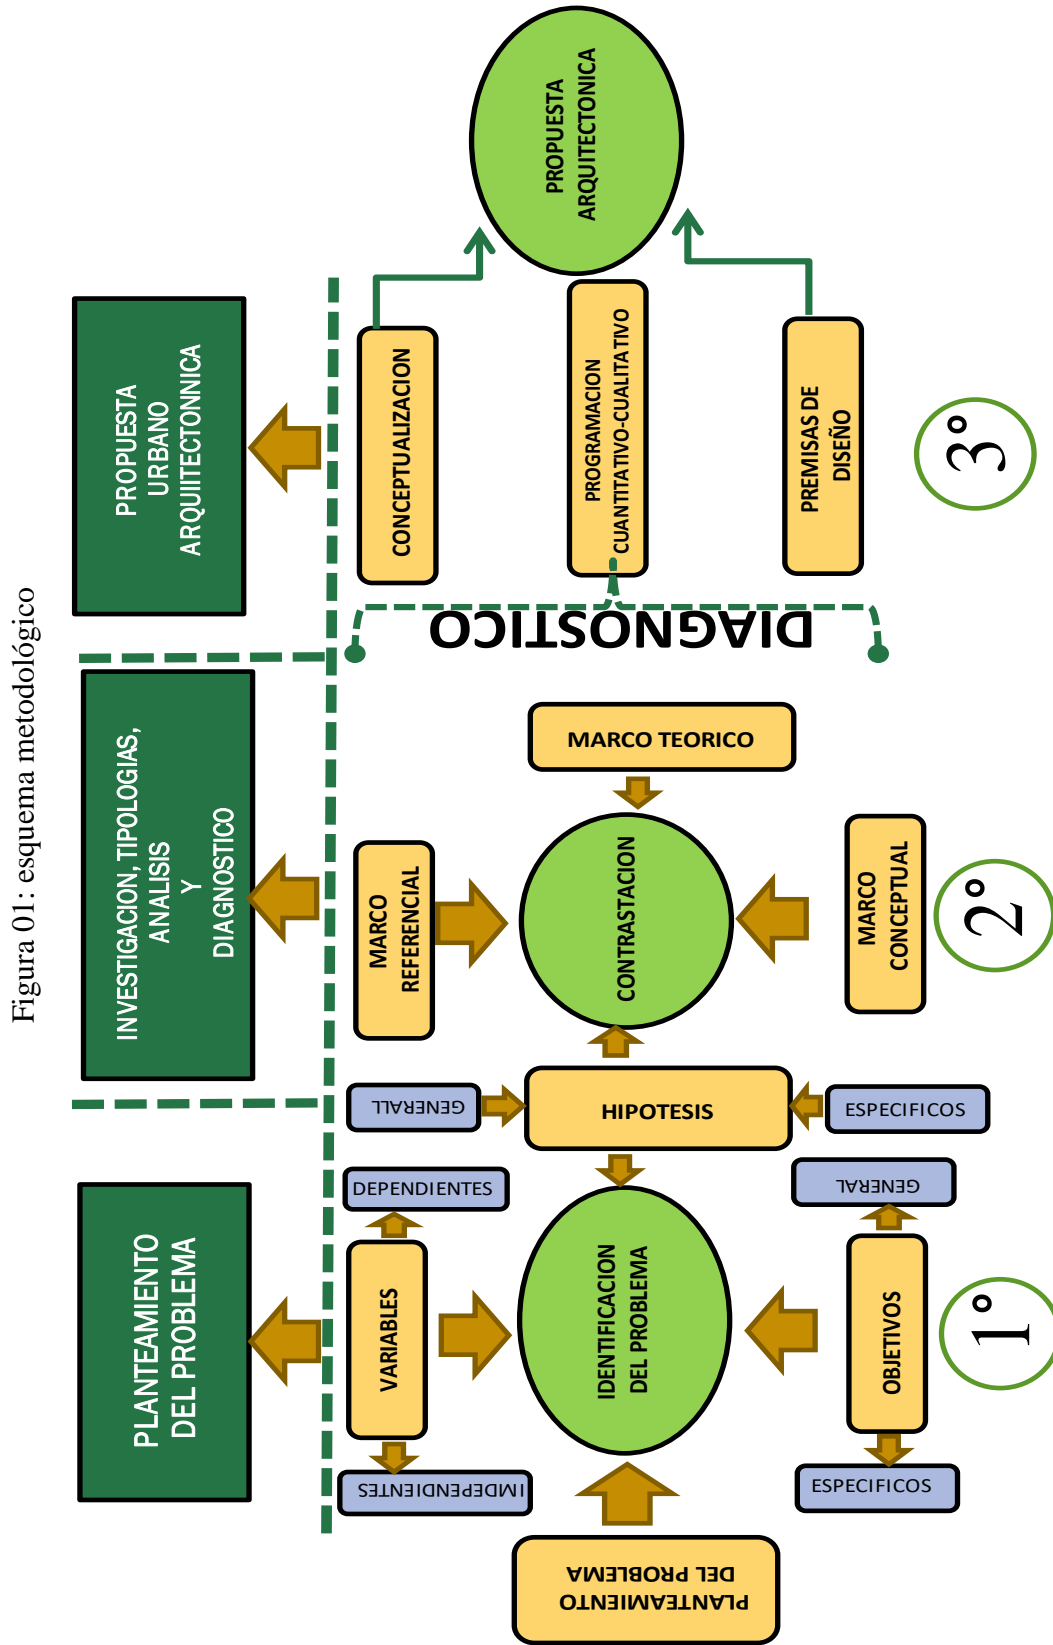 Figura 01: esquema metodológico
PLANTEAMIENTO
DEL PROBLEMA
INVESTIGACION, TIPOLOGIAS,
ANALISIS
Y
DIAGNOSTICO
PROPUESTA
URBANO
ARQUIITECTONNICA
PLANTEAMIENTO
DEL PROBLEMA
IMDEPENDIENTES
VARIABLES
DEPENDIENTES
IDENTIFICACION
DEL PROBLEMA
ESPECIFICOS
OBJETIVOS
GENERAL
1°
GENERALL
HIPOTESIS
ESPECIFICOS
MARCO
REFERENCIAL
CONTRASTACION
MARCO TEORICO
MARCO
CONCEPTUAL
2°
DIAGNOSTICO
CONCEPTUALIZACION
PROGRAMACION
CUANTITATIVO-CUALITATIVO
PREMISAS DE
DISEÑO
PROPUESTA
ARQUITECTONICA
3°